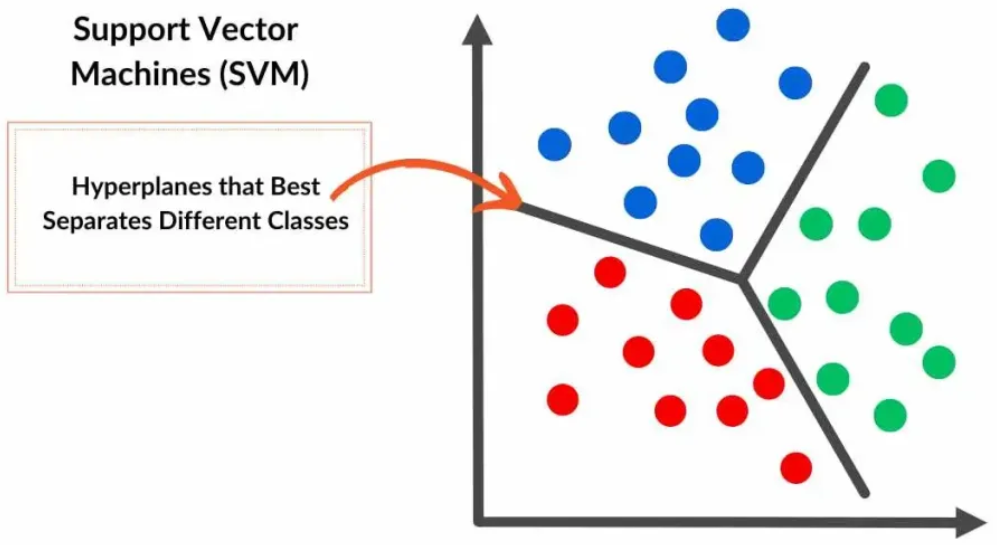 Support Vector
Machines (SVM)
Hyperplanes that Best
Separates Different Classes